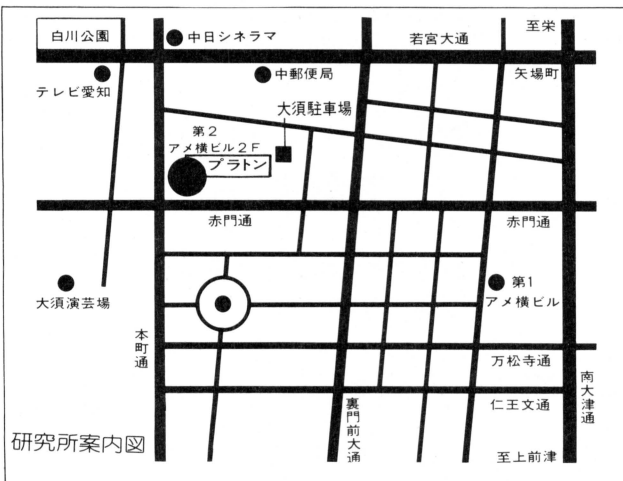 白川公園
中日シネラマ
若宮大通
至栄
テレビ愛知
中郵便局
矢場町
大須駐車場
第2
アメ横ビル2F
プラトン
赤門通
赤門通
大須演芸場
第1
アメ横ビル
本町通
万松寺通
裏門前大通
仁王文通
南大津通
研究所案内図
至上前津